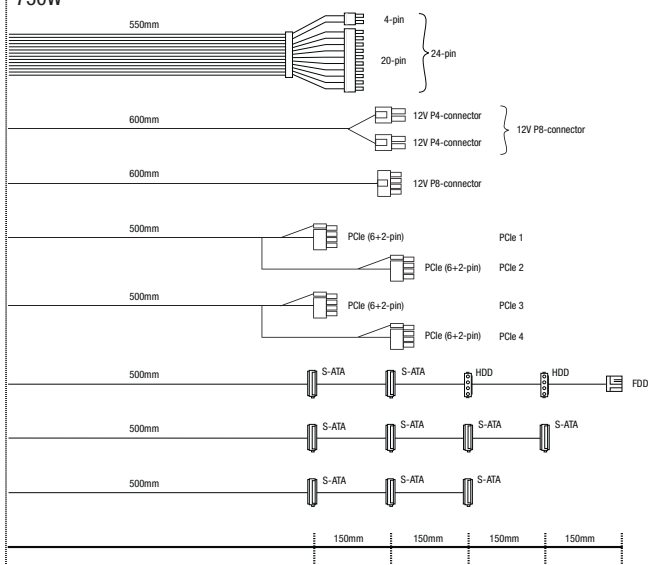 750W
550mm
4-pin
20-pin
24-pin
600mm
12V P4-connector
12V P4-connector
12V P8-connector
600mm
12V P8-connector
500mm
PCIe (6+2-pin) PCIe 1
PCIe (6+2-pin) PCIe 2
500mm
PCIe (6+2-pin) PCIe 3
PCIe (6+2-pin) PCIe 4
500mm S-ATA S-ATA HDD HDD FDD
500mm S-ATA S-ATA S-ATA S-ATA
500mm S-ATA S-ATA S-ATA
150mm 150mm 150mm 150mm